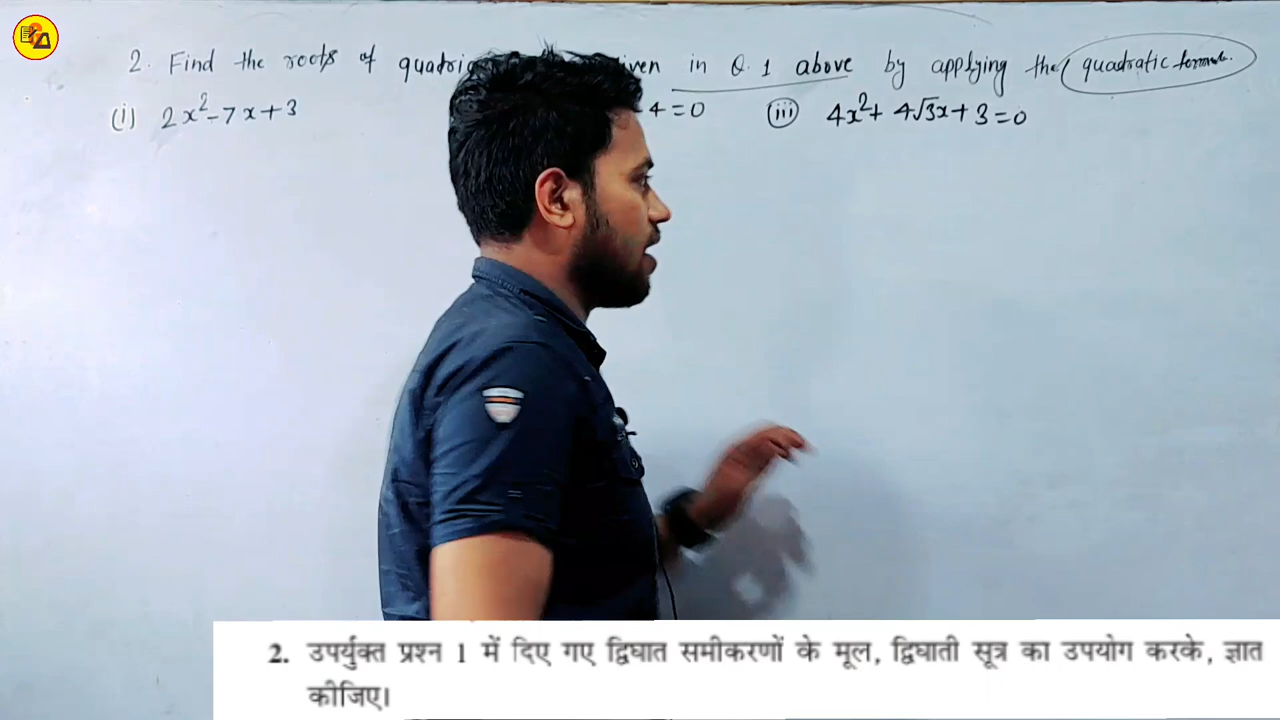 2. Find the roots of quadri in Q.1 above by applying the quadratic formula.
(i) 2x²-7x+3 4=0 (iii) 4x²+ 4√3x+3=0
2. उपर्युक्त प्रश्न 1 में दिए गए द्विघात समीकरणों के मूल, द्विघाती सूत्र का उपयोग करके, ज्ञात
कीजिए।